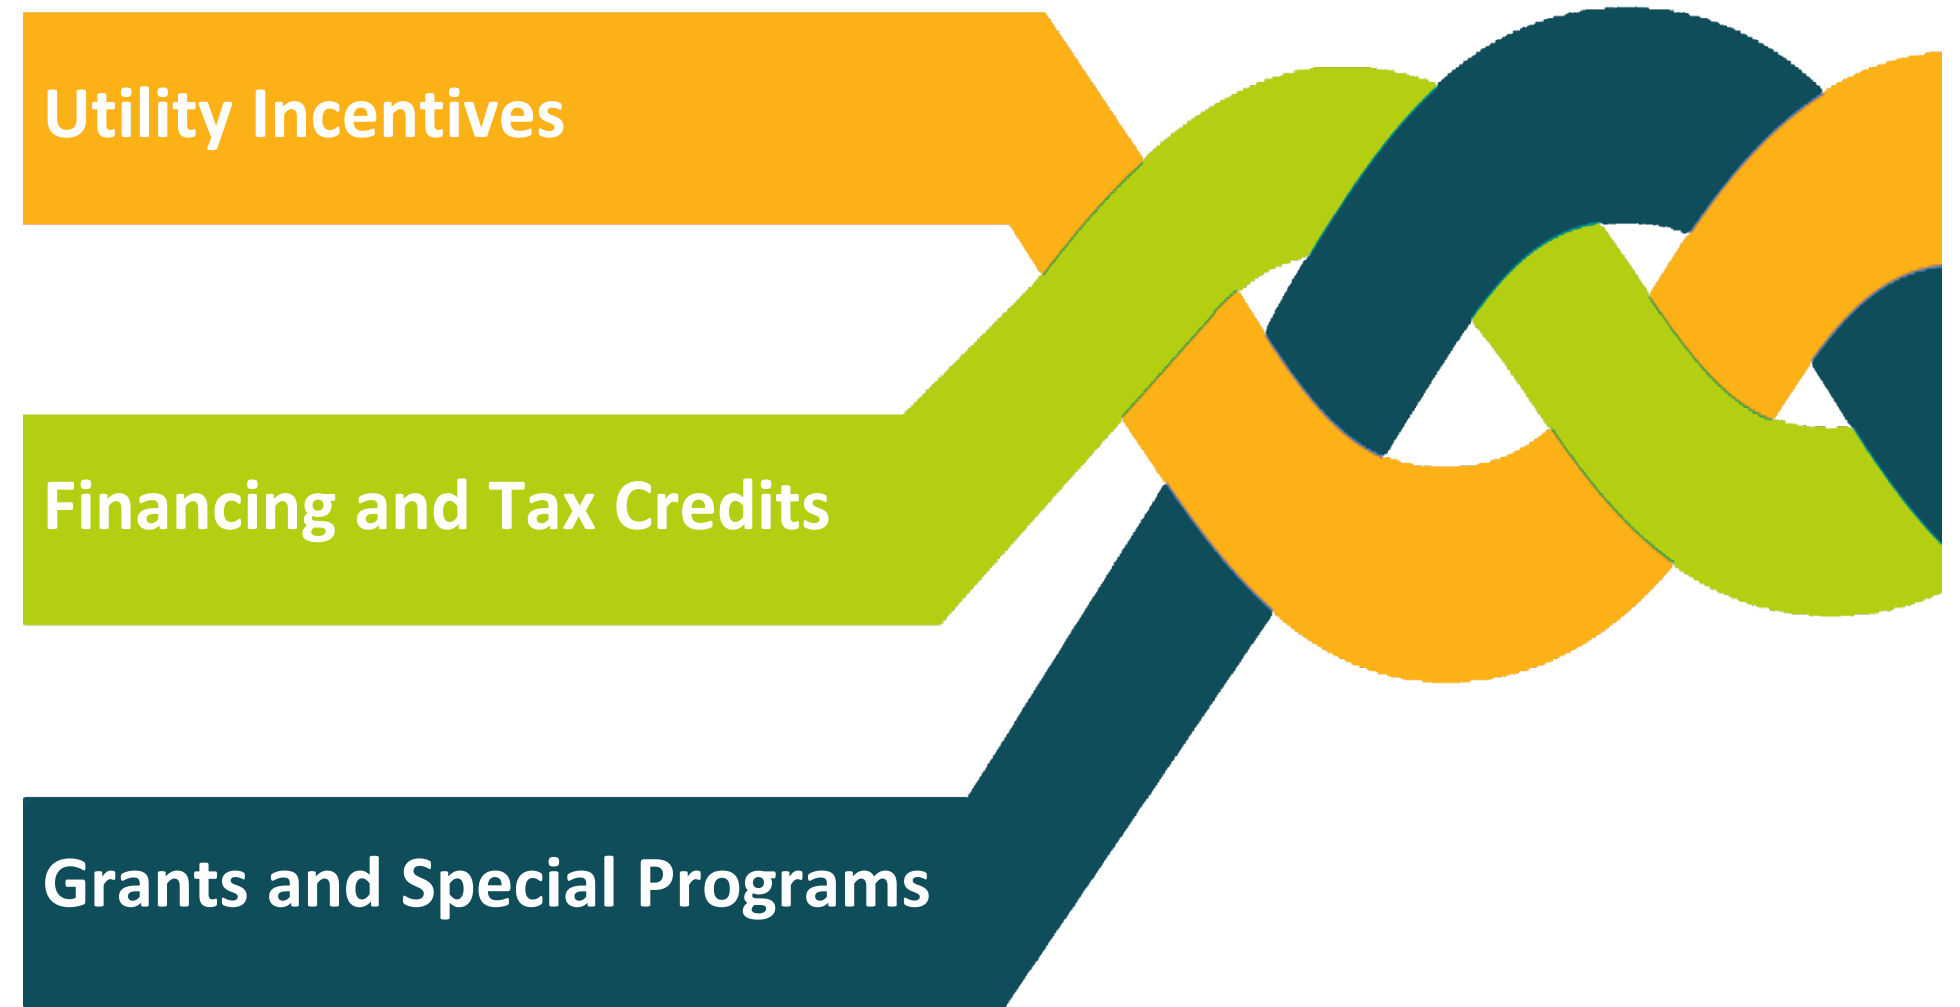 Utility Incentives
Financing and Tax Credits
Grants and Special Programs